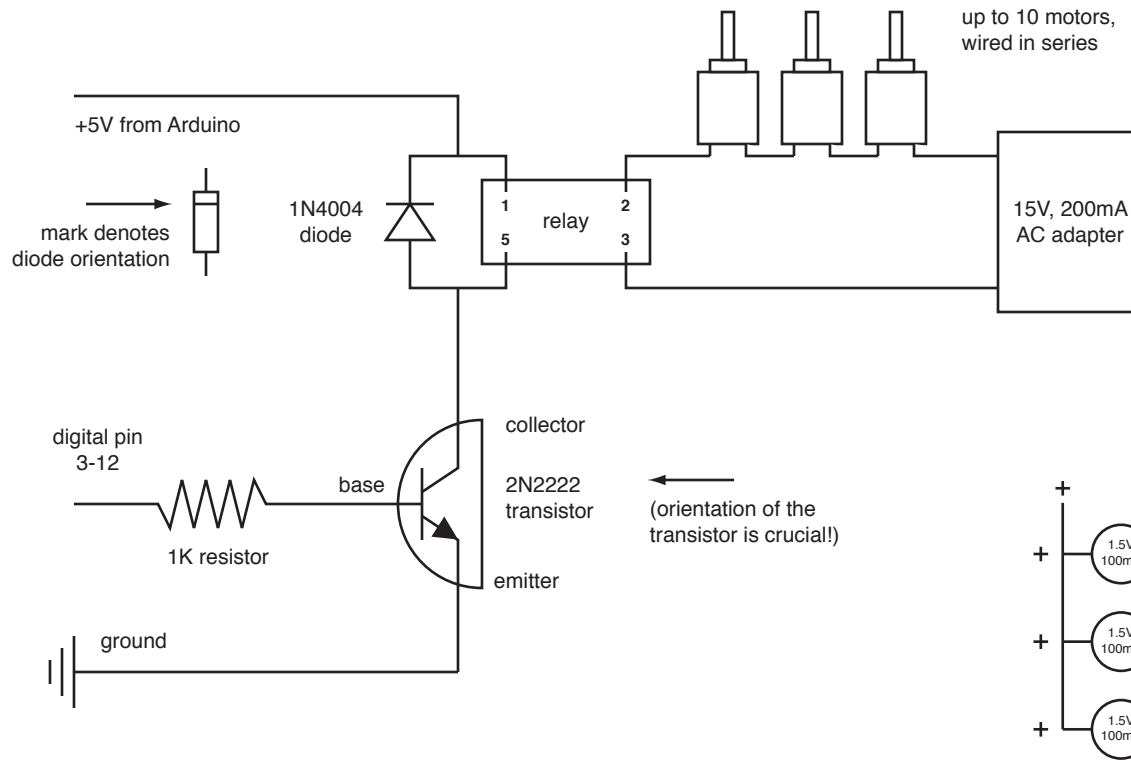 up to 10 motors,
wired in series
+5V from Arduino
mark denotes
diode orientation
1N4004
diode
1
5
relay
2
3
15V, 200mA
AC adapter
collector
digital pin
3-12
base
2N2222
transistor
(orientation of the
transistor is crucial!)
1K resistor
emitter
ground
+
+
1.5V
+
1.5V
+
1.5V